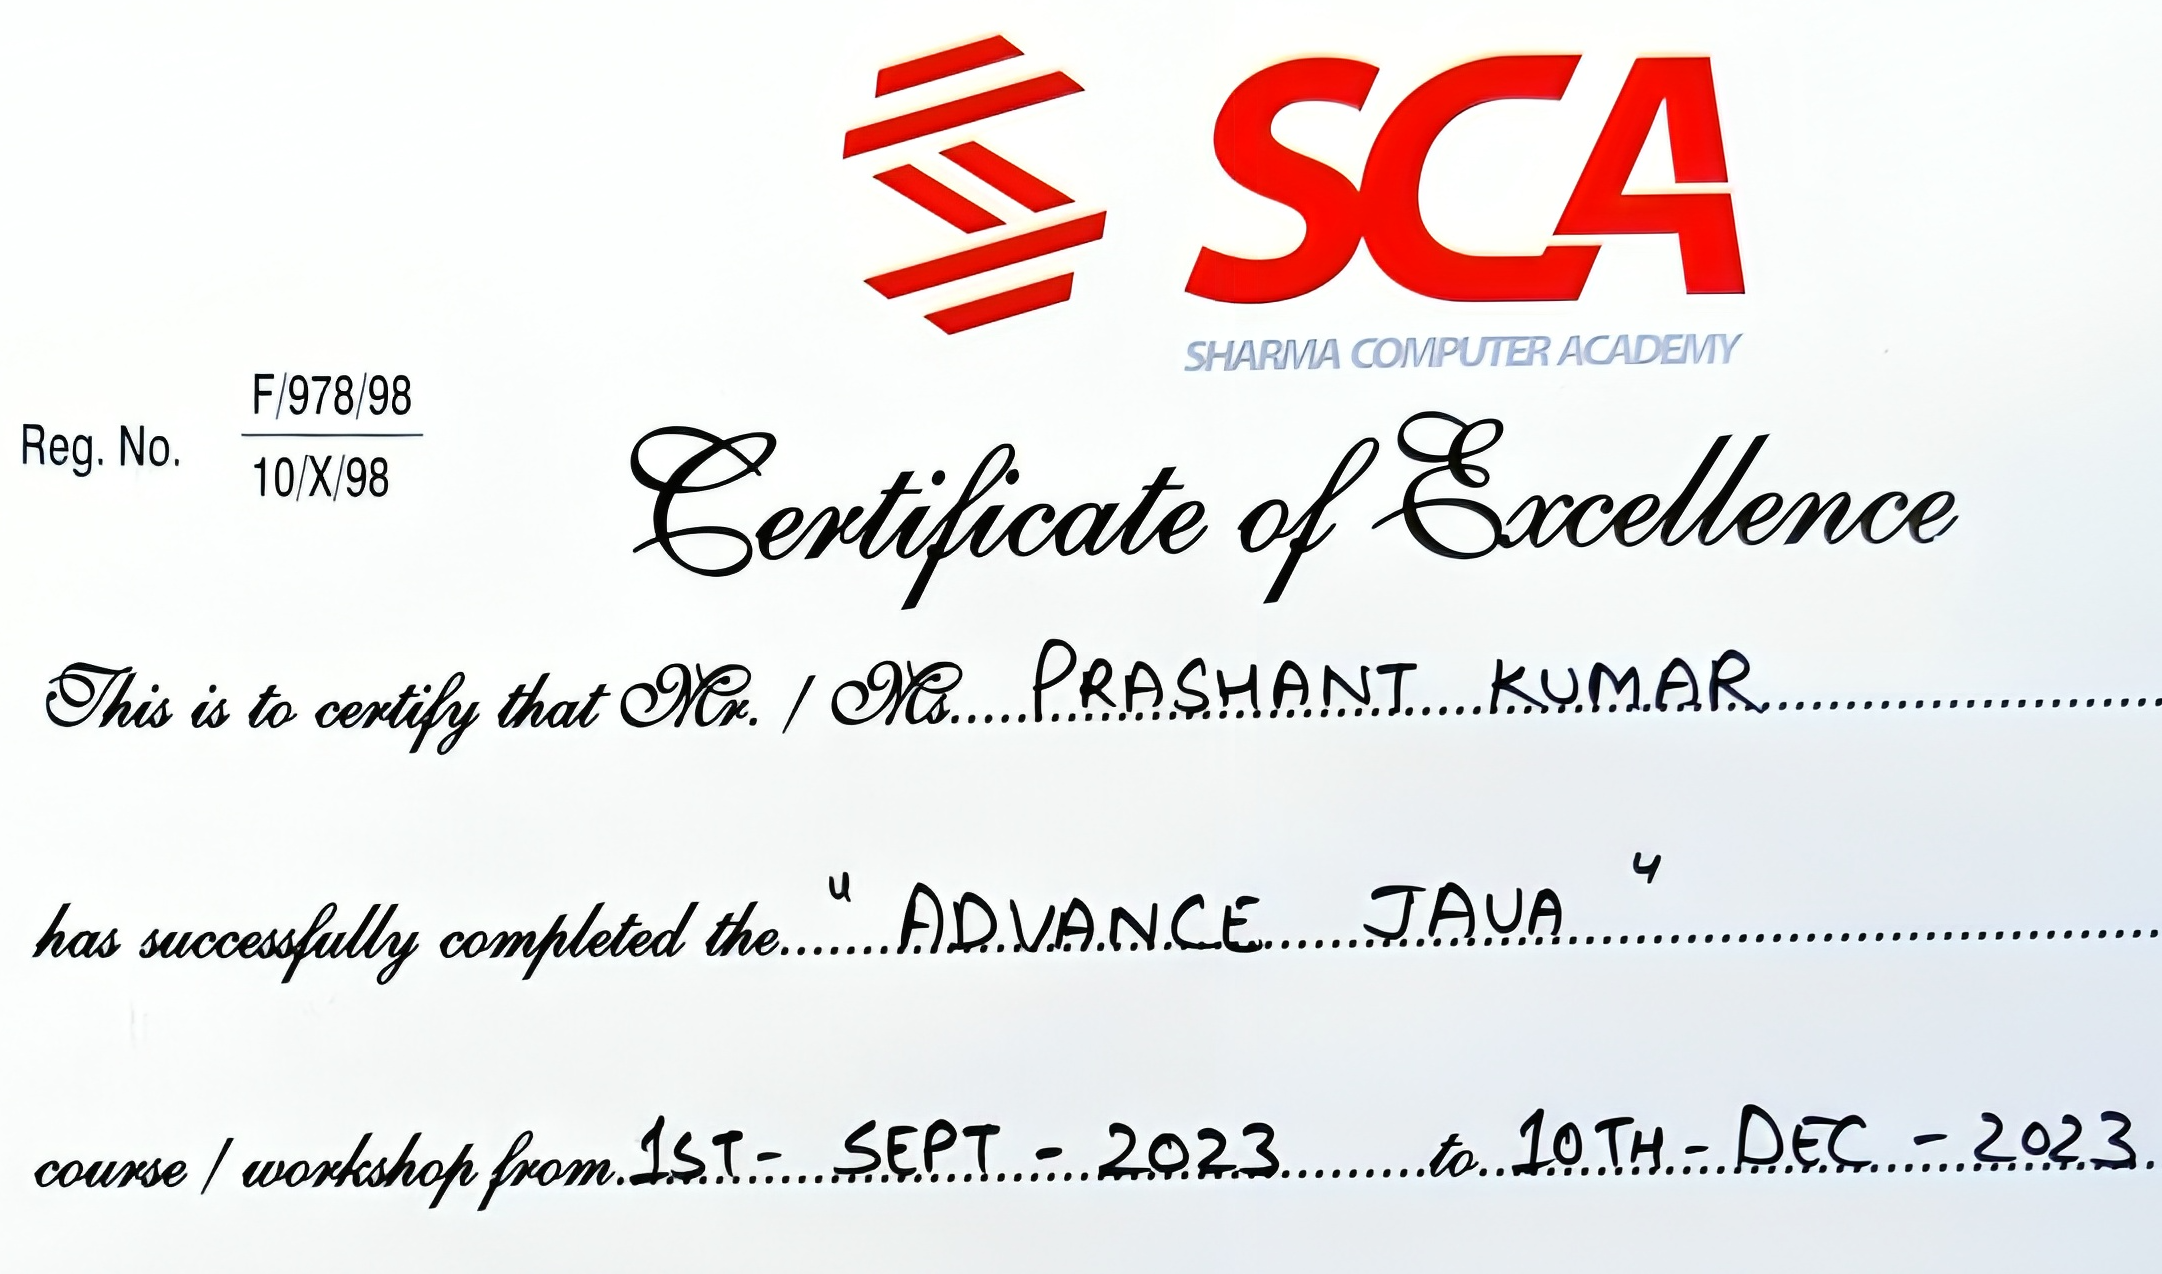 SCA
SHARMA COMPUTER ACADEMY
Reg. No. F/978/98
10/X/98
Certificate of Excellence
This is to certify that Mr. / Ms..... PRASHANT KUMAR
has successfully completed the..... " ADVANCE JAVA "
course / workshop from 1ST - SEPT - 2023 to 10TH - DEC - 2023